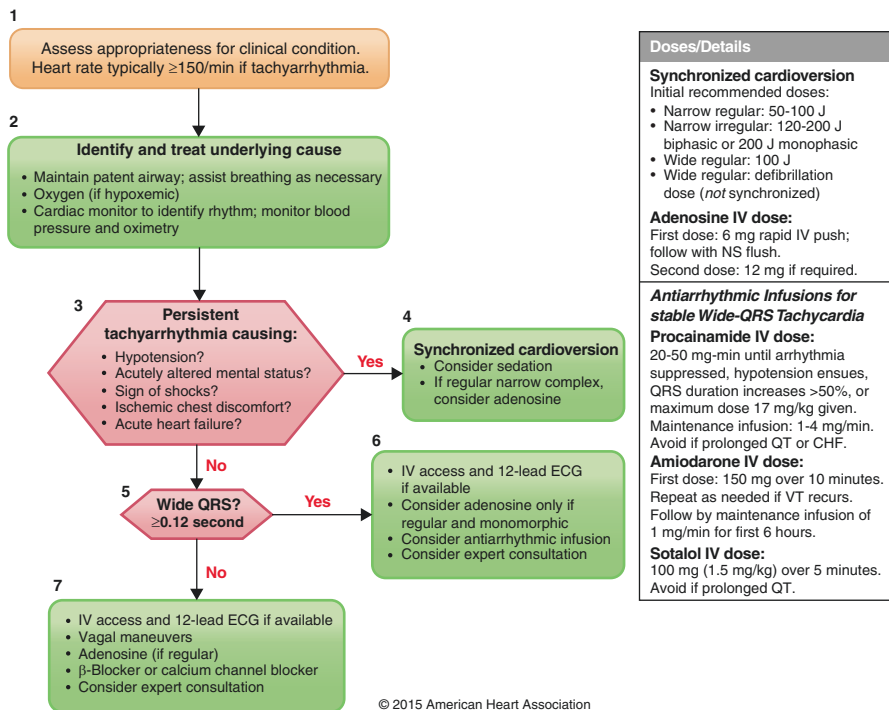 1
Assess appropriateness for clinical condition.
Heart rate typically ≥150/min if tachyarrhythmia.
2
Identify and treat underlying cause
• Maintain patent airway; assist breathing as necessary
• Oxygen (if hypoxemic)
• Cardiac monitor to identify rhythm; monitor blood
pressure and oximetry
3
Persistent
tachyarrhythmia causing:
• Hypotension?
• Acutely altered mental status?
• Sign of shocks?
• Ischemic chest discomfort?
• Acute heart failure?
Yes
4
Synchronized cardioversion
• Consider sedation
• If regular narrow complex,
consider adenosine
No
5
Wide QRS?
≥0.12 second
Yes
6
• IV access and 12-lead ECG
if available
• Consider adenosine only if
regular and monomorphic
• Consider antiarrhythmic infusion
• Consider expert consultation
No
7
• IV access and 12-lead ECG if available
• Vagal maneuvers
• Adenosine (if regular)
• β-Blocker or calcium channel blocker
• Consider expert consultation
Doses/Details
Synchronized cardioversion
Initial recommended doses:
• Narrow regular: 50-100 J
• Narrow irregular: 120-200 J
biphasic or 200 J monophasic
• Wide regular: 100 J
• Wide regular: defibrillation
dose (not synchronized)
Adenosine IV dose:
First dose: 6 mg rapid IV push;
follow with NS flush.
Second dose: 12 mg if required.
Antiarrhythmic Infusions for
stable Wide-QRS Tachycardia
Procainamide IV dose:
20-50 mg-min until arrhythmia
suppressed, hypotension ensues,
QRS duration increases >50%, or
maximum dose 17 mg/kg given.
Maintenance infusion: 1-4 mg/min.
Avoid if prolonged QT or CHF.
Amiodarone IV dose:
First dose: 150 mg over 10 minutes.
Repeat as needed if VT recurs.
Follow by maintenance infusion of
1 mg/min for first 6 hours.
Sotalol IV dose:
100 mg (1.5 mg/kg) over 5 minutes.
Avoid if prolonged QT.
© 2015 American Heart Association